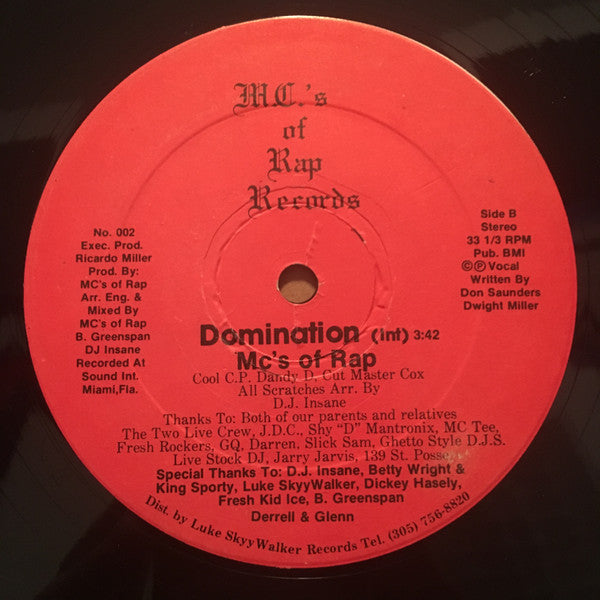 M.C.'s
of
Rap
Records
No. 002
Exec. Prod.
Ricardo Miller
Prod. By:
MC's of Rap
Arr. Eng. &
Mixed By
MC's of Rap
B. Greenspan
DJ Insane
Recorded At
Sound Int.
Miami,Fla.
Side B
Stereo
33 1/3 RPM
Pub. BMI
©℗ Vocal
Written By
Don Saunders
Dwight Miller
Domination (inf) 3:42
Mc's of Rap
Cool C.P. Dandy D. Cut Master Cox
All Scratches Arr. By
D.J. Insane
Thanks To: Both of our parents and relatives
The Two Live Crew, J.D.C., Shy "D" Mantronix, MC Tee,
Fresh Rockers, GQ, Darren, Slick Sam, Ghetto Style D.J.S.
Live Stock DJ, Jarry Jarvis, 139 St. Posse
Special Thanks To: D.J. Insane, Betty Wright &
King Sporty, Luke SkyyWalker, Dickey Hasely,
Fresh Kid Ice, B. Greenspan
Derrell & Glenn
Dist. by Luke SkyyWalker Records Tel. (305) 756-8820